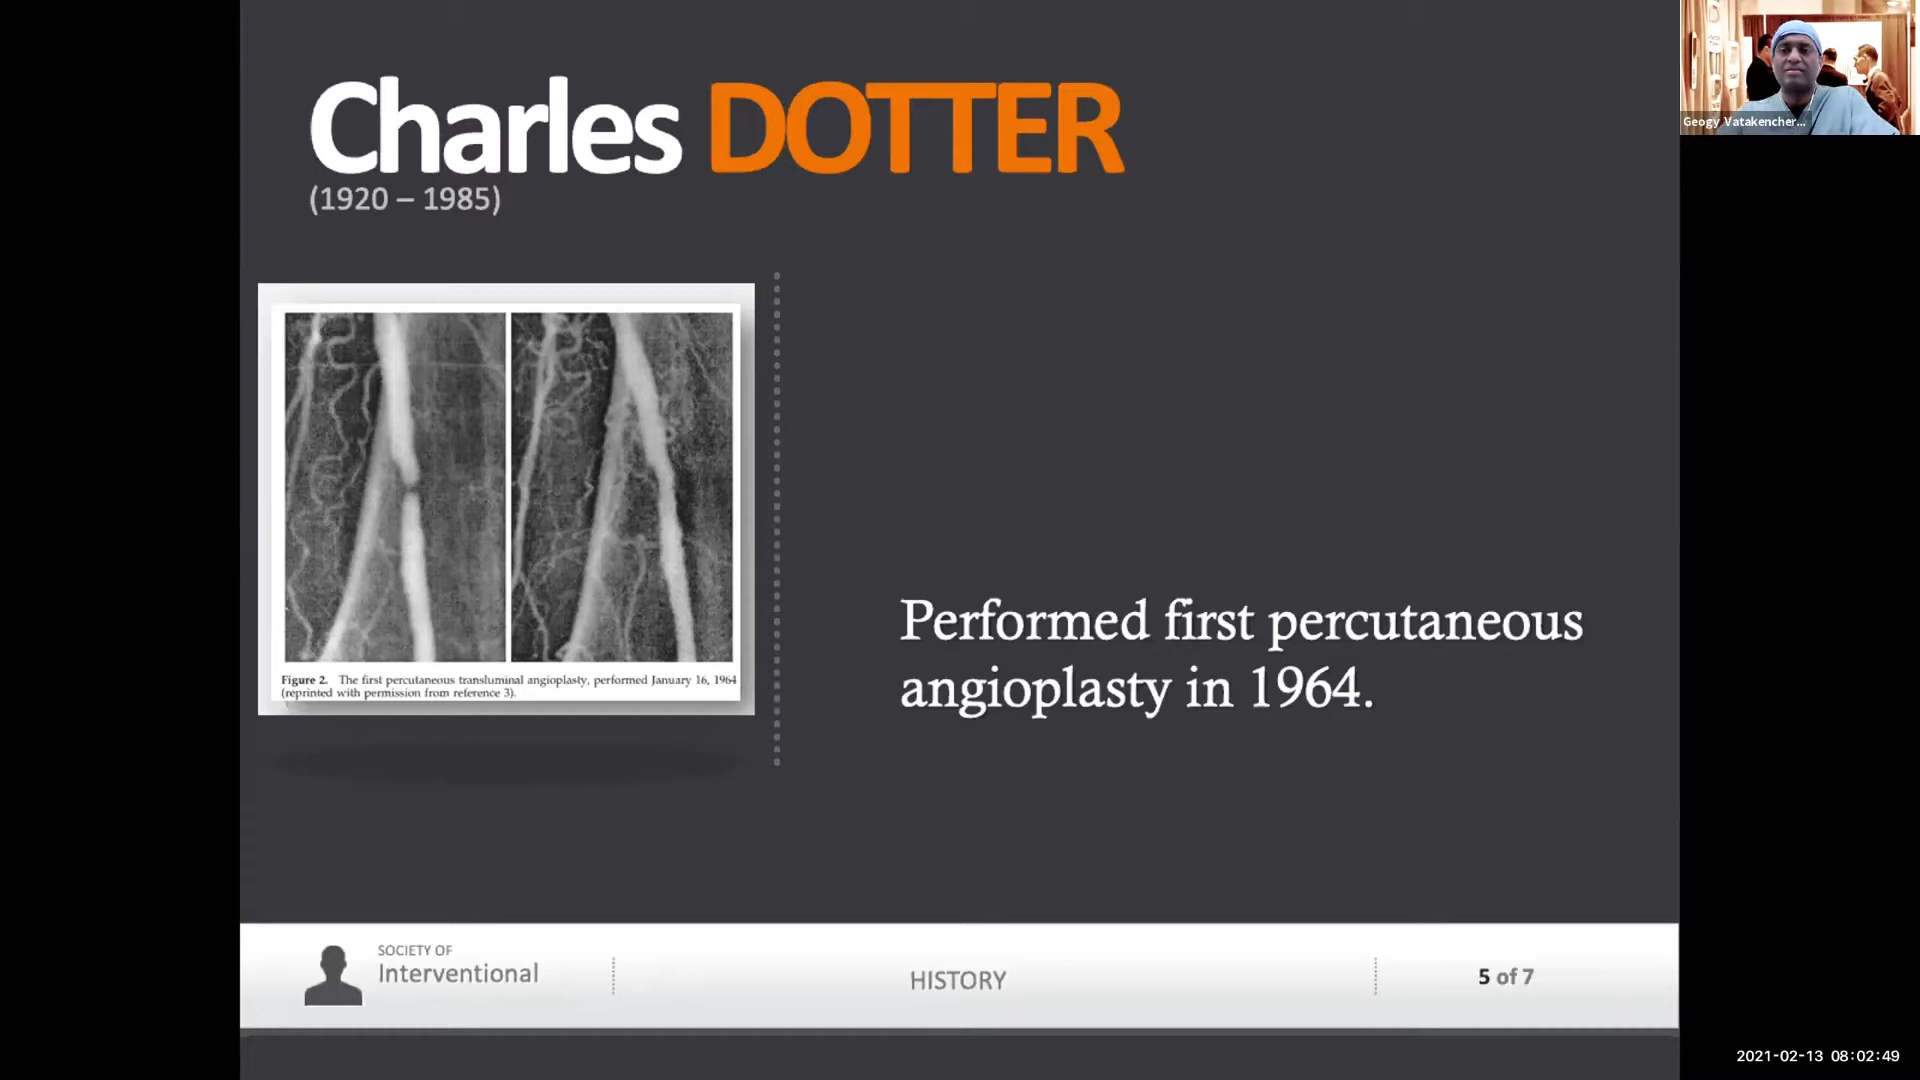 Charles DOTTER
(1920 – 1985)
Figure 2. The first percutaneous transluminal angioplasty, performed January 16, 1964
(reprinted with permission from reference 3).
Performed first percutaneous
angioplasty in 1964.
SOCIETY OF
Interventional
HISTORY
5 of 7
Geogy Vatakencher...
2021-02-13 08:02:49